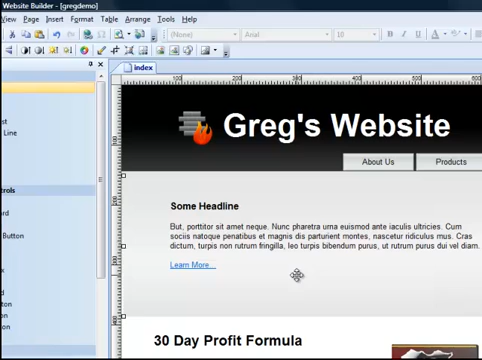 Website Builder - [gregdemo]
View Page Insert Format Table Arrange Tools Help
(None) Arial 10 B I U A
index
100 200 300 400 500
Greg's Website
About Us Products
st
Line
ntrols
Some Headline
ord
But, porttitor sit amet neque. Nunc pharetra urna euismod ante iaculis ultricies. Cum
Button
sociis natoque penatibus et magnis dis parturient montes, nascetur ridiculus mus. Cras
dictum, turpis non rutrum fringilla, leo turpis bibendum purus, ut rutrum purus dui vel diam.
Learn More...
30 Day Profit Formula